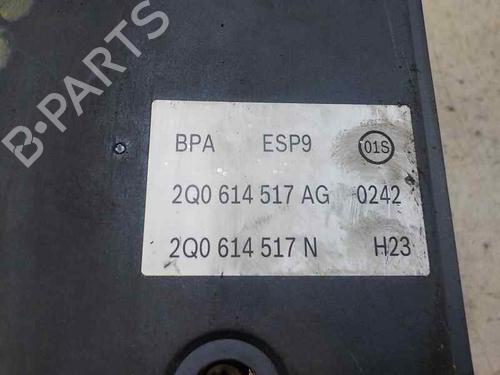 B-PARTS
BPA ESP9 01S
2Q0 614 517 AG 0242
2Q0 614 517 N H23